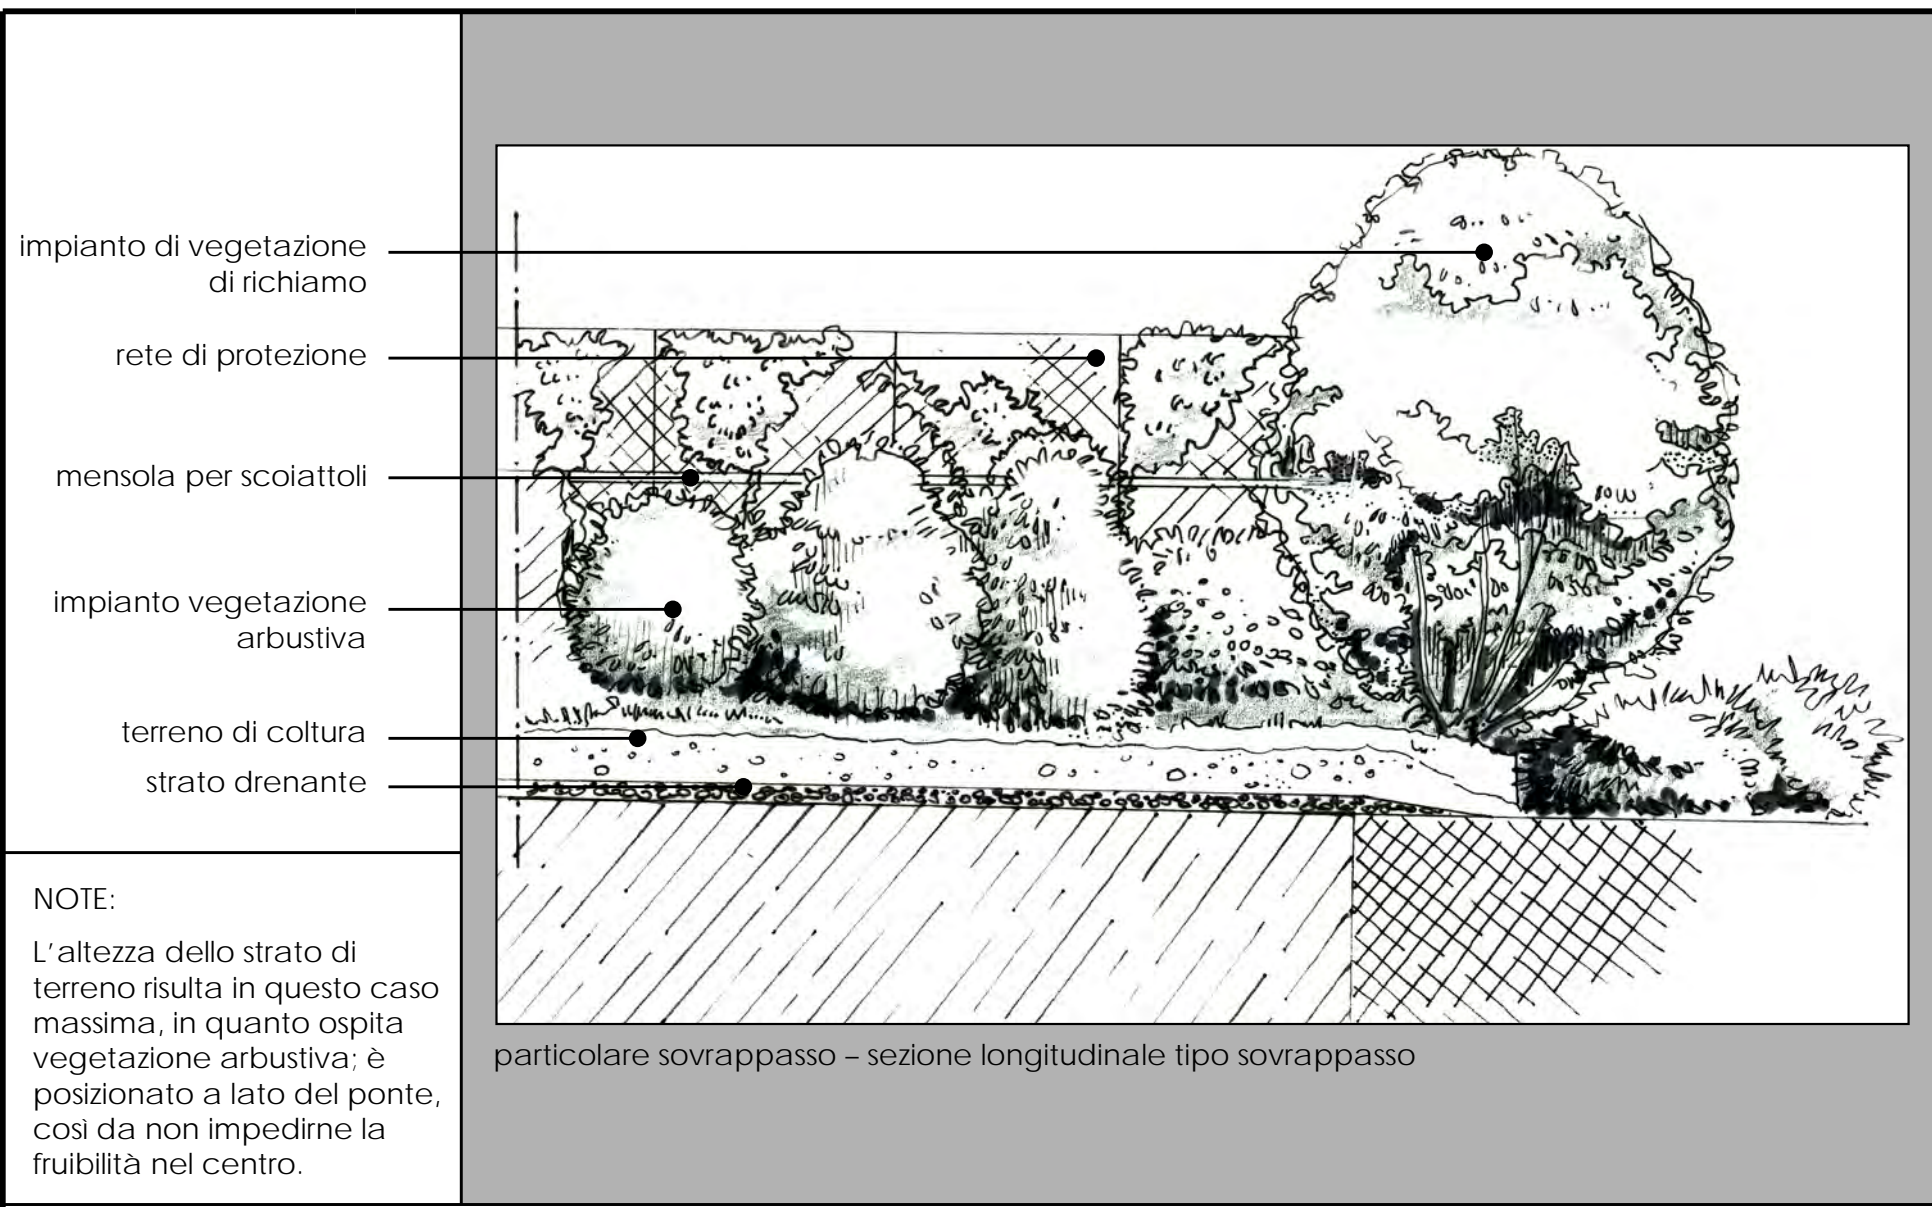 impianto di vegetazione
di richiamo
rete di protezione
mensola per scoiattoli
impianto vegetazione
arbustiva
terreno di coltura
strato drenante
NOTE:
L'altezza dello strato di
terreno risulta in questo caso
massima, in quanto ospita
vegetazione arbustiva; è
posizionato a lato del ponte,
così da non impedirne la
fruibilità nel centro.
particolare sovrappasso – sezione longitudinale tipo sovrappasso